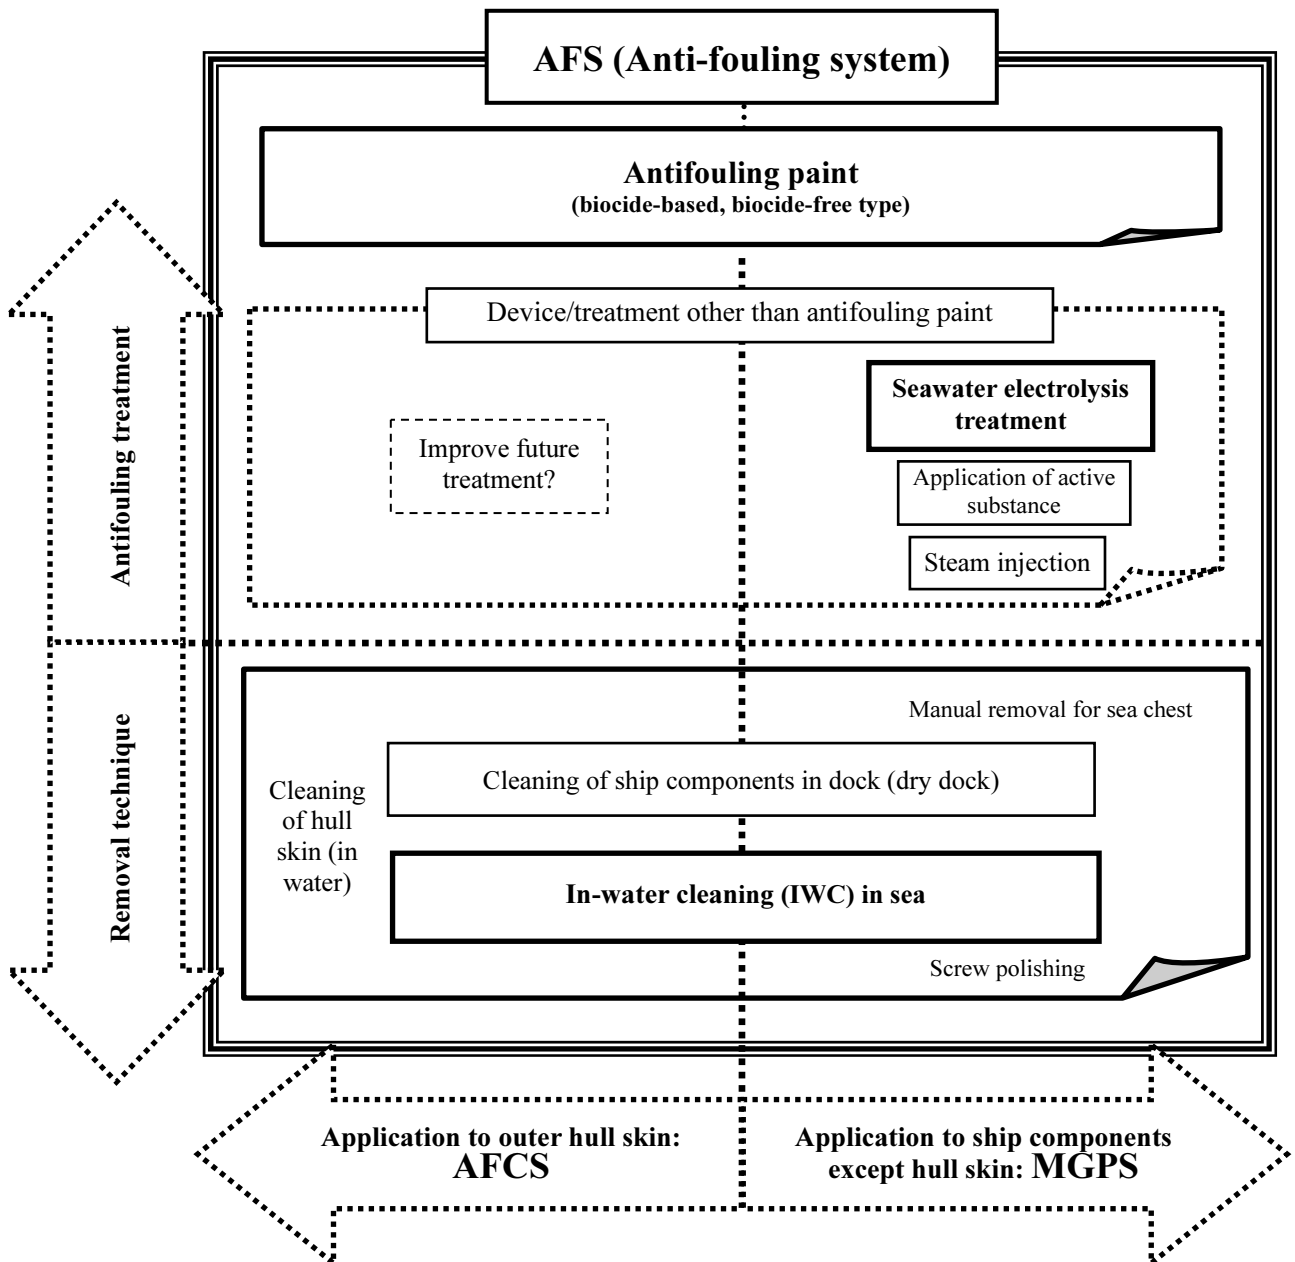 AFS (Anti-fouling system)
Antifouling paint
(biocide-based, biocide-free type)
Device/treatment other than antifouling paint
Seawater electrolysis
treatment
Improve future
treatment?
Application of active
substance
Steam injection
Antifouling treatment
Removal technique
Manual removal for sea chest
Cleaning of ship components in dock (dry dock)
Cleaning
of hull
skin (in
water)
In-water cleaning (IWC) in sea
Screw polishing
Application to outer hull skin:
AFCS
Application to ship components
except hull skin: MGPS